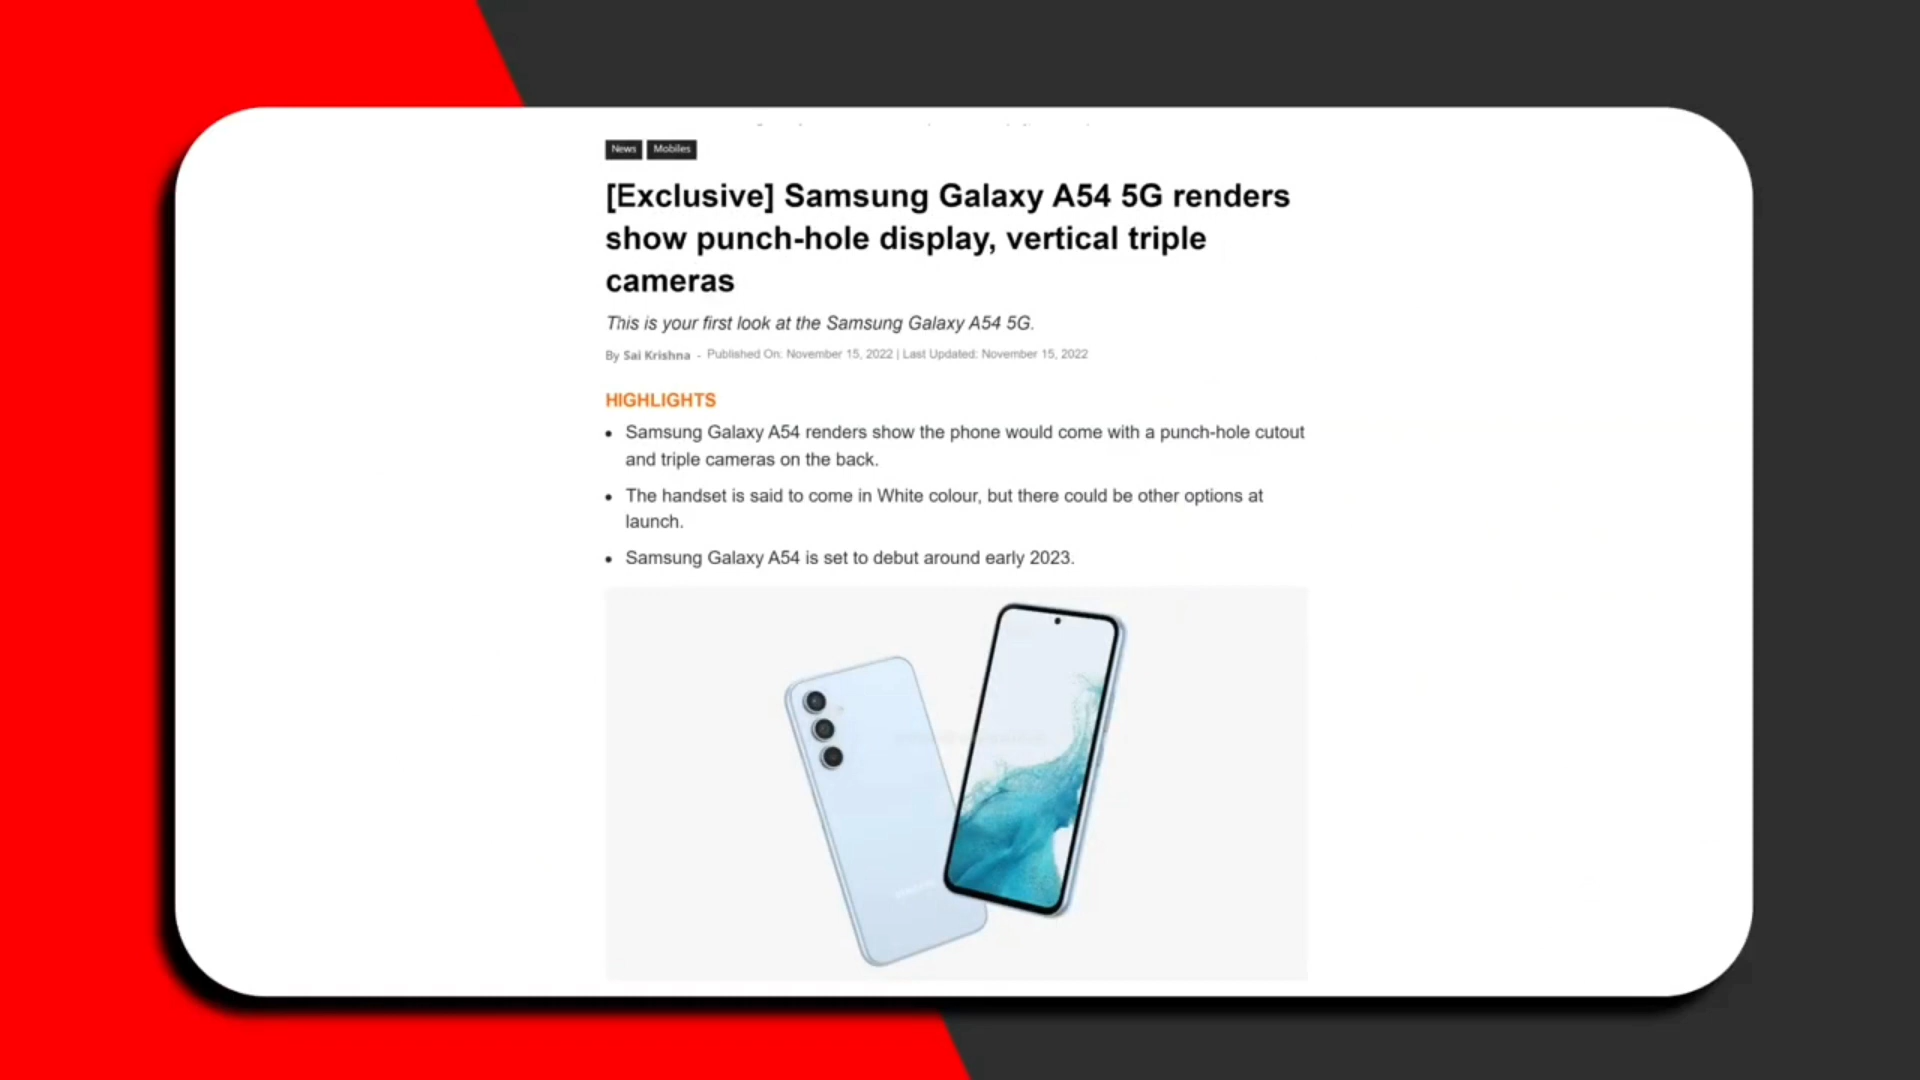 News Mobiles
[Exclusive] Samsung Galaxy A54 5G renders
show punch-hole display, vertical triple
cameras
This is your first look at the Samsung Galaxy A54 5G.
By Sai Krishna - Published On: November 15, 2022 | Last Updated: November 15, 2022
HIGHLIGHTS
• Samsung Galaxy A54 renders show the phone would come with a punch-hole cutout
and triple cameras on the back.
• The handset is said to come in White colour, but there could be other options at
launch.
• Samsung Galaxy A54 is set to debut around early 2023.